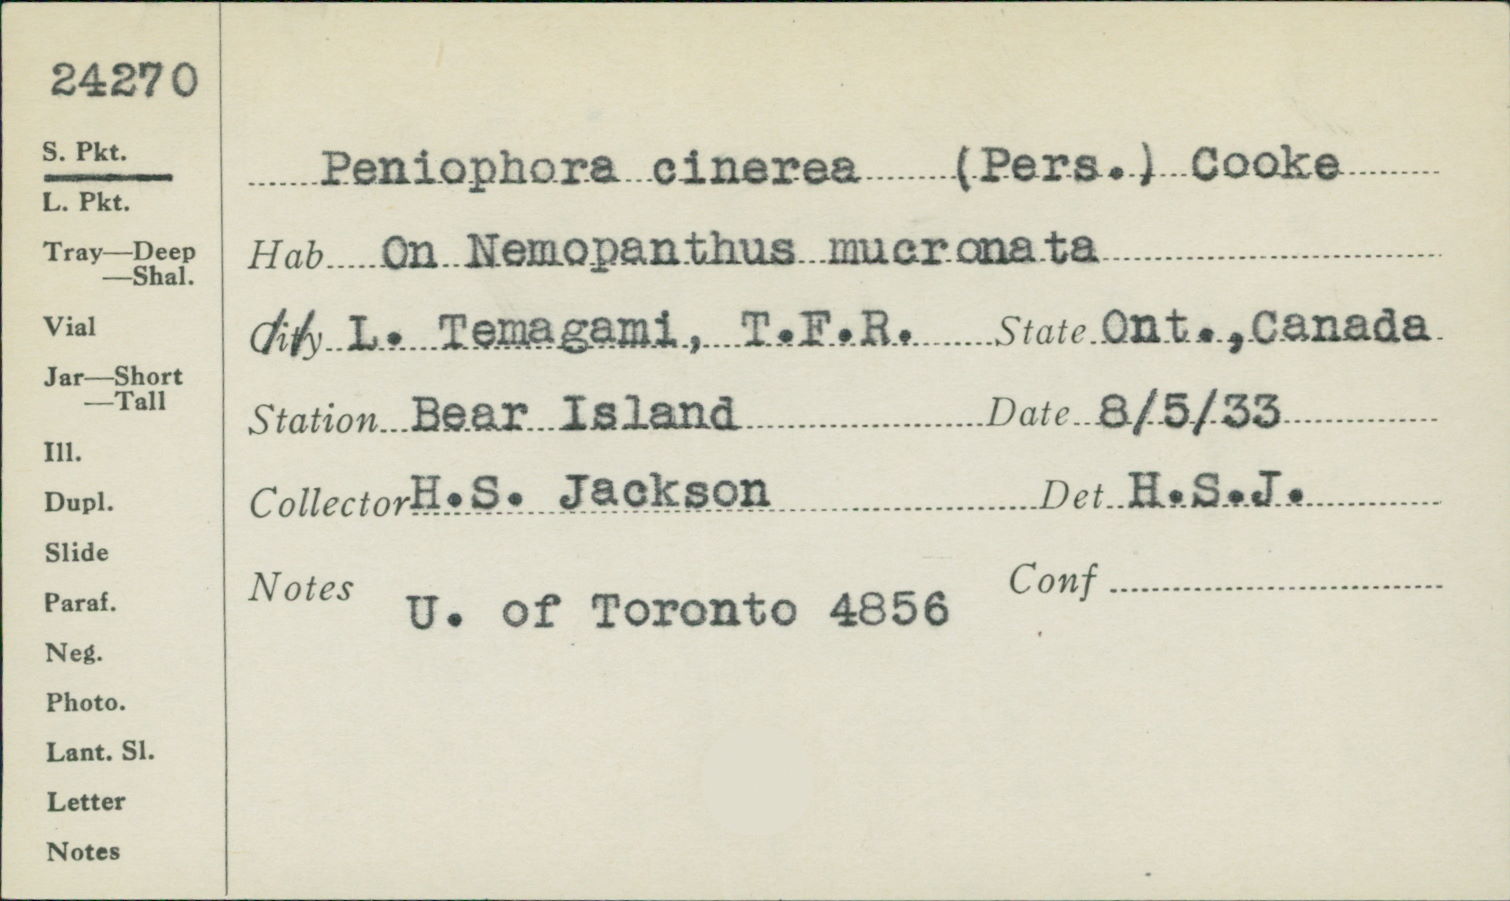 24270
S. Pkt.
L. Pkt.
Tray—Deep
—Shal.
Vial
Jar—Short
—Tall
Ill.
Dupl.
Slide
Paraf.
Neg.
Photo.
Lant. Sl.
Letter
Notes
Peniophora cinerea (Pers.) Cooke
Hab On Nemopanthus mucronata
City L. Temagami, T.F.R. State Ont.,Canada
Station Bear Island Date 8/5/33
Collector H.S. Jackson Det H.S.J.
Notes Conf
U. of Toronto 4856